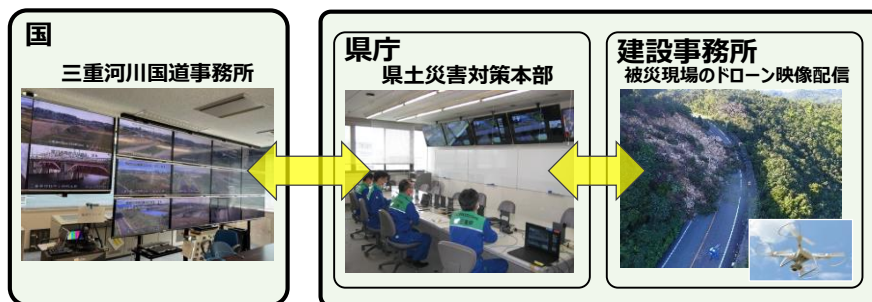 国
三重河川国道事務所
県庁
県土災害対策本部
建設事務所
被災現場のドローン映像配信